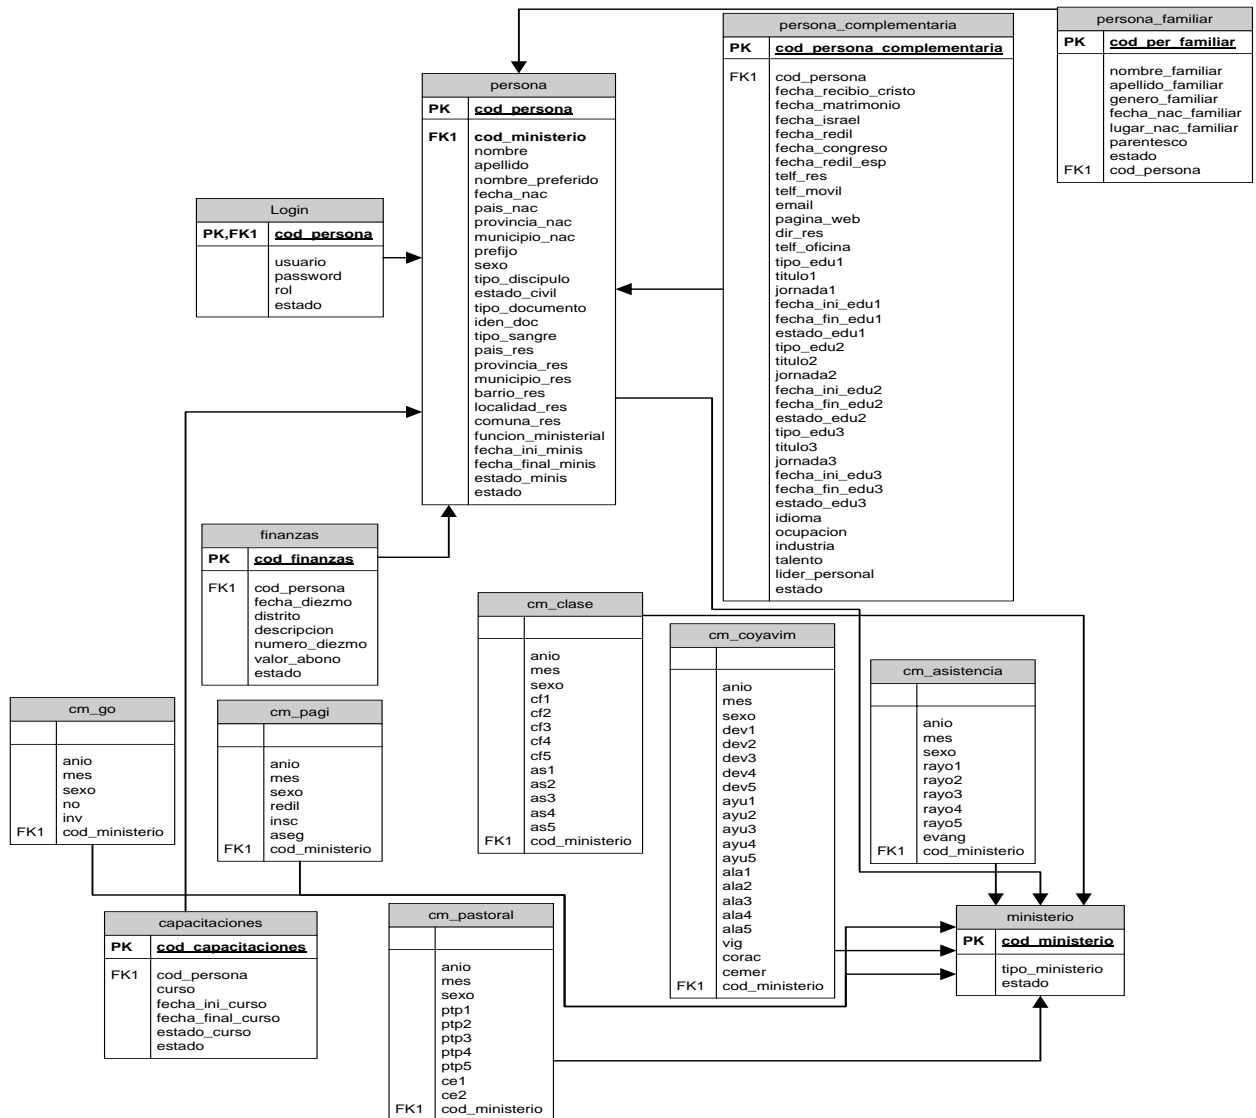 persona_complementaria
PK cod_persona_complementaria
FK1 cod_persona
fecha_recibio_cristo
fecha_matrimonio
fecha_israel
fecha_redil
fecha_congreso
fecha_redil_esp
telf_res
telf_movil
email
pagina_web
dir_res
telf_oficina
tipo_edu1
titulo1
jornada1
fecha_ini_edu1
fecha_fin_edu1
estado_edu1
tipo_edu2
titulo2
jornada2
fecha_ini_edu2
fecha_fin_edu2
estado_edu2
tipo_edu3
titulo3
jornada3
fecha_ini_edu3
fecha_fin_edu3
estado_edu3
idioma
ocupacion
industria
talento
lider_personal
estado
persona_familiar
PK cod_per_familiar
nombre_familiar
apellido_familiar
genero_familiar
fecha_nac_familiar
lugar_nac_familiar
parentesco
estado
FK1 cod_persona
persona
PK cod_persona
FK1 cod_ministerio
nombre
apellido
nombre_preferido
fecha_nac
pais_nac
provincia_nac
municipio_nac
prefijo
sexo
tipo_discipulo
estado_civil
tipo_documento
iden_doc
tipo_sangre
pais_res
provincia_res
municipio_res
barrio_res
localidad_res
comuna_res
funcion_ministerial
fecha_ini_minis
fecha_final_minis
estado_minis
estado
Login
PK,FK1 cod_persona
usuario
password
rol
estado
finanzas
PK cod_finanzas
FK1 cod_persona
fecha_diezmo
distrito
descripcion
numero_diezmo
valor_abono
estado
cm_clase
anio
mes
sexo
cf1
cf2
cf3
cf4
cf5
as1
as2
as3
as4
as5
FK1 cod_ministerio
cm_coyavim
anio
mes
sexo
dev1
dev2
dev3
dev4
dev5
ayu1
ayu2
ayu3
ayu4
ayu5
ala1
ala2
ala3
ala4
ala5
vig
corac
cemer
FK1 cod_ministerio
cm_asistencia
anio
mes
sexo
rayo1
rayo2
rayo3
rayo4
rayo5
evang
FK1 cod_ministerio
cm_go
anio
mes
sexo
no
inv
FK1 cod_ministerio
cm_pagi
anio
mes
sexo
redil
insc
aseg
FK1 cod_ministerio
capacitaciones
PK cod_capacitaciones
FK1 cod_persona
curso
fecha_ini_curso
fecha_final_curso
estado_curso
estado
cm_pastoral
anio
mes
sexo
ptp1
ptp2
ptp3
ptp4
ptp5
ce1
ce2
FK1 cod_ministerio
ministerio
PK cod_ministerio
tipo_ministerio
estado